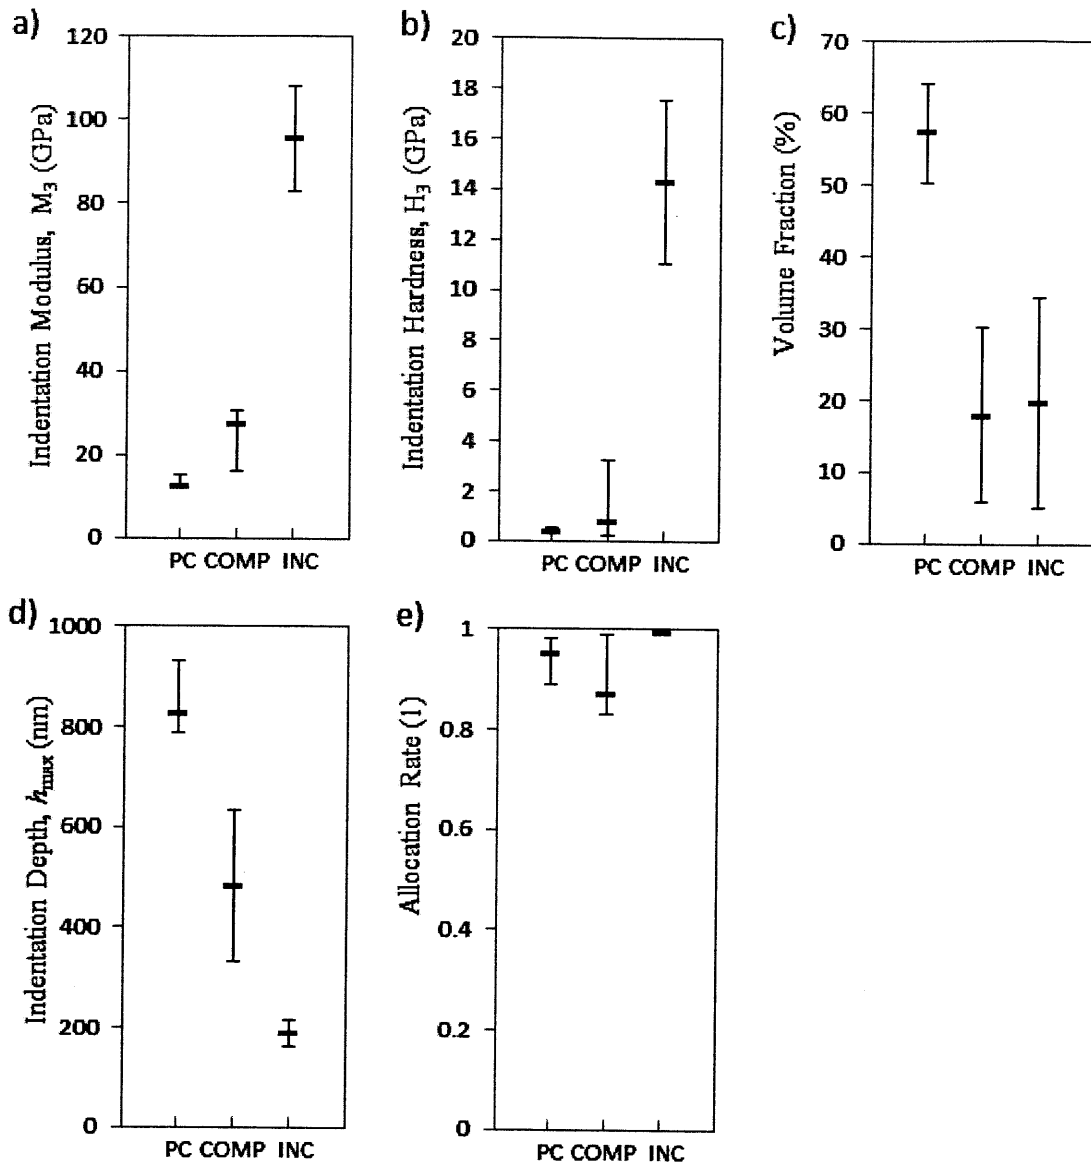 a)
Indentation Modulus, M3 (GPa)
120
100
80
60
40
20
0
PC COMP INC
b)
Indentation Hardness, H3 (GPa)
20
18
16
14
12
10
8
6
4
2
0
PC COMP INC
c)
Volume Fraction (%)
70
60
50
40
30
20
10
0
PC COMP INC
d)
Indentation Depth, hmax (nm)
1000
800
600
400
200
0
PC COMP INC
e)
Allocation Rate (1)
1
0.8
0.6
0.4
0.2
0
PC COMP INC